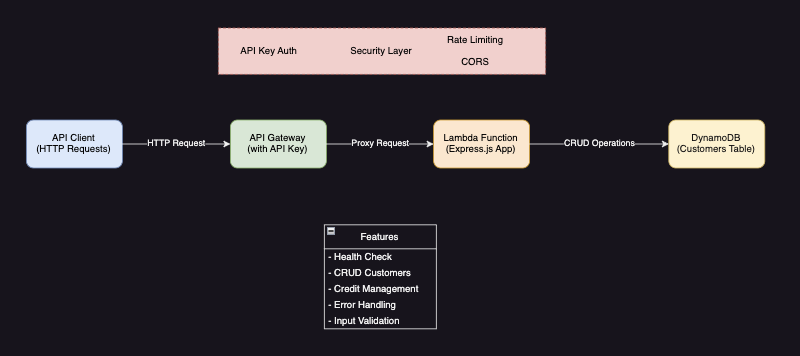 API Key Auth
Security Layer
Rate Limiting
CORS
API Client
(HTTP Requests)
HTTP Request
API Gateway
(with API Key)
Proxy Request
Lambda Function
(Express.js App)
CRUD Operations
DynamoDB
(Customers Table)
Features
- Health Check
- CRUD Customers
- Credit Management
- Error Handling
- Input Validation